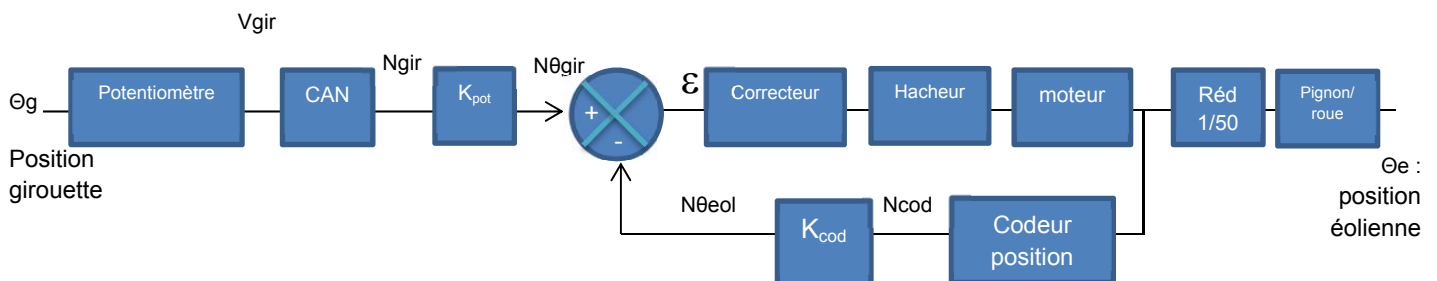 Vgir
Ngir
Nθgir
Θg
Potentiomètre
CAN
Kpot
+
-
ε
Correcteur
Hacheur
moteur
Réd
1/50
Pignon/
roue
Position
girouette
Θe :
position
éolienne
Nθeol
Kcod
Ncod
Codeur
position